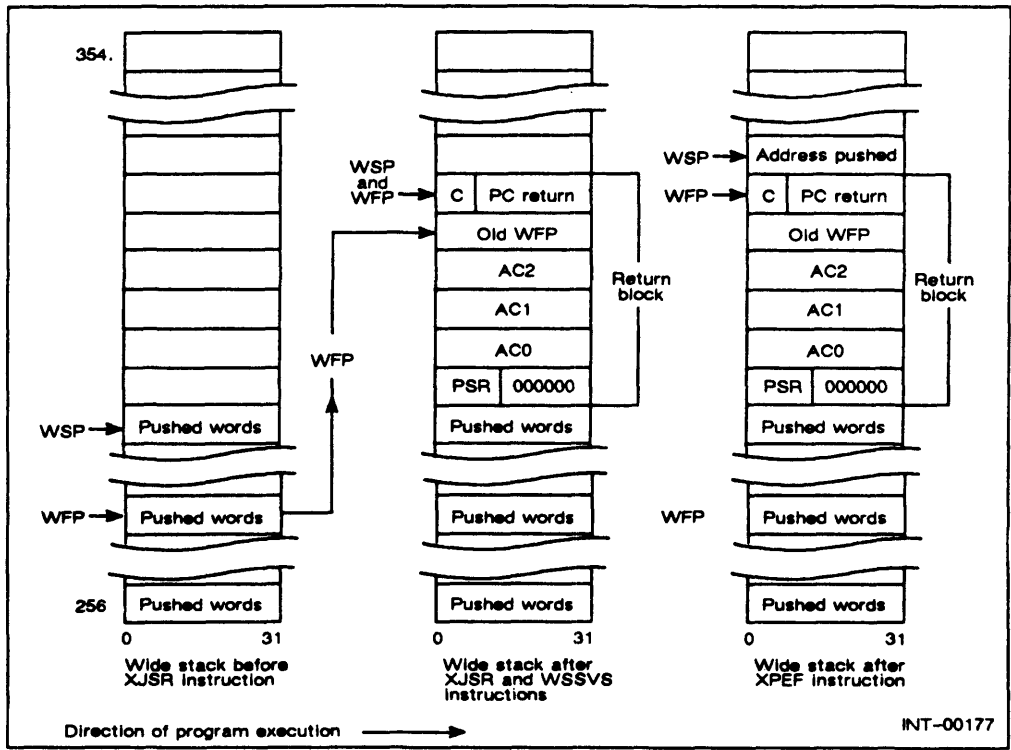 354.
WSP
and
WFP
C PC return
Old WFP
AC2
AC1
AC0
PSR 000000
Return
block
WSP
Address pushed
WFP
C PC return
Old WFP
AC2
AC1
AC0
PSR 000000
Return
block
WFP
WSP
Pushed words
Pushed words
Pushed words
WFP
Pushed words
Pushed words
WFP
Pushed words
256
Pushed words
Pushed words
Pushed words
0 31
0 31
0 31
Wide stack before
XJSR instruction
Wide stack after
XJSR and WSSVS
instructions
Wide stack after
XPEF instruction
Direction of program execution
INT-00177